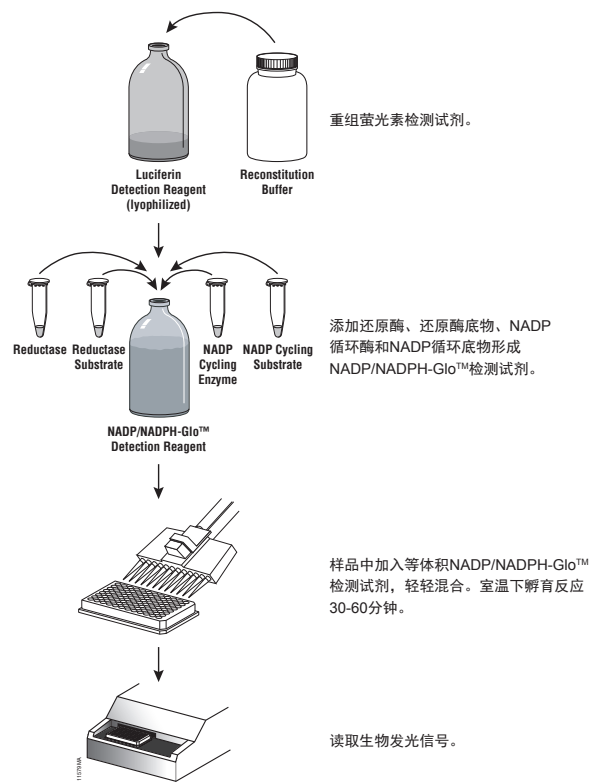 重组萤光素检测试剂。
Luciferin
Detection Reagent
(lyophilized)
Reconstitution
Buffer
Reductase
Reductase
Substrate
NADP
Cycling
Enzyme
NADP Cycling
Substrate
添加还原酶、还原酶底物、NADP
循环酶和NADP循环底物形成
NADP/NADPH-Glo™检测试剂。
NADP/NADPH-Glo™
Detection Reagent
样品中加入等体积NADP/NADPH-Glo™
检测试剂，轻轻混合。室温下孵育反应
30-60分钟。
读取生物发光信号。
11579MA